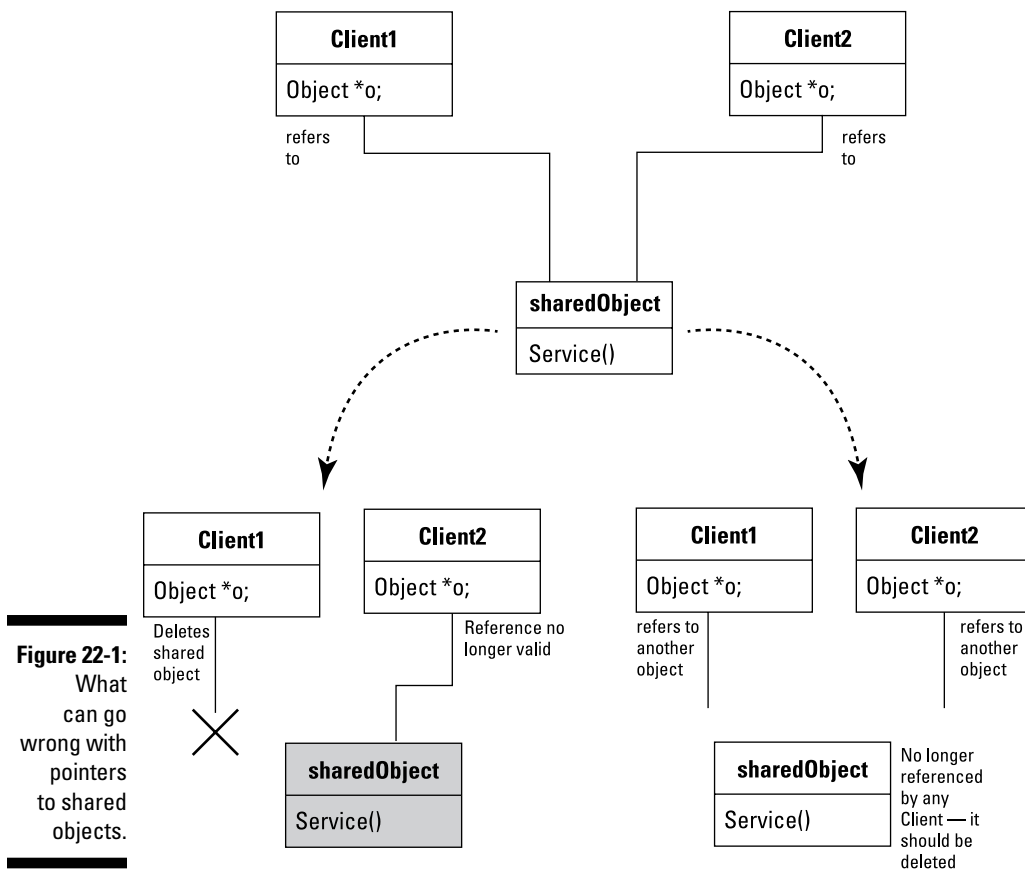 Client1
Object *o;
refers
to
Client2
Object *o;
refers
to
sharedObject
Service()
Client1
Object *o;
Deletes
shared
object
Client2
Object *o;
Reference no
longer valid
sharedObject
Service()
Client1
Object *o;
refers to
another
object
Client2
Object *o;
refers to
another
object
sharedObject
Service()
No longer
referenced
by any
Client — it
should be
deleted
Figure 22-1:
What
can go
wrong with
pointers
to shared
objects.